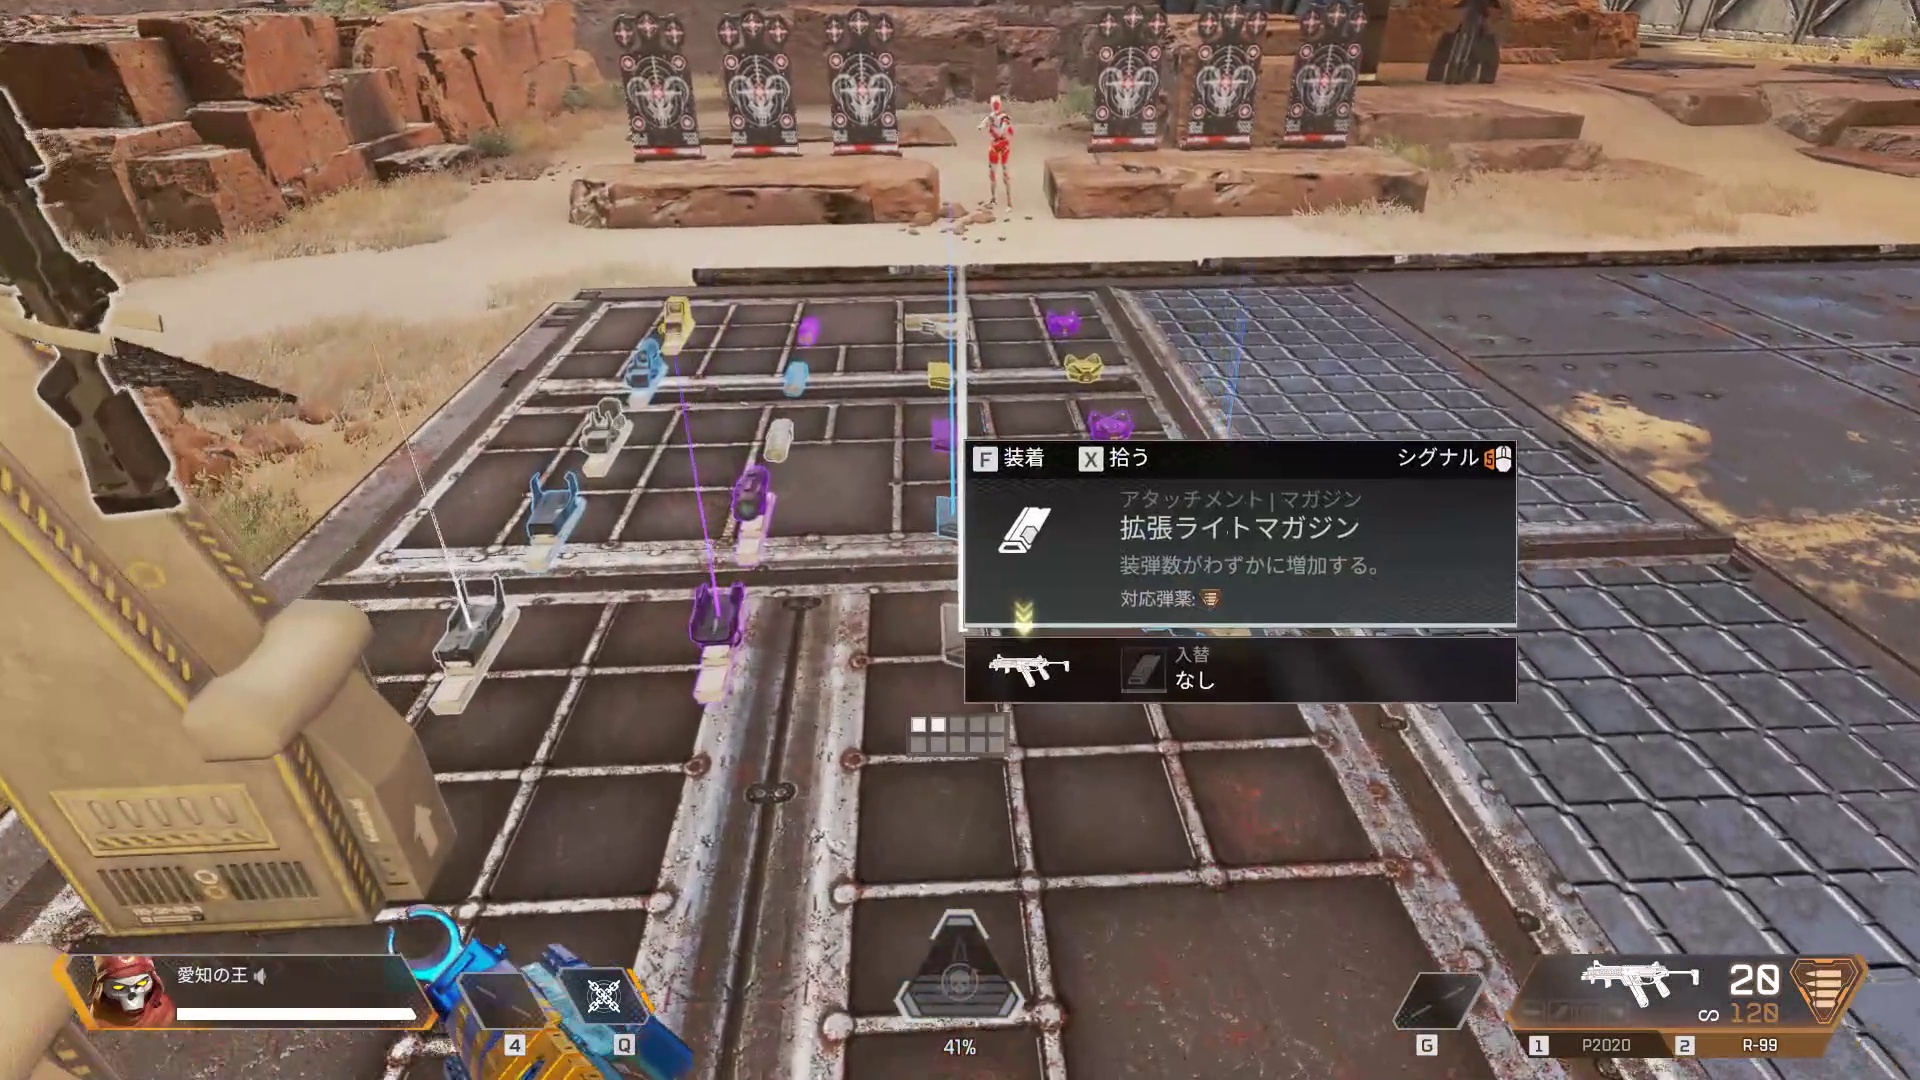 F 装着 X 拾う シグナル 5
アタッチメント | マガジン
拡張ライトマガジン
装弾数がわずかに増加する。
対応弾薬:
入替
なし
愛知の王
4
Q
41%
G
20
∞ 120
1 P2020 2 R-99